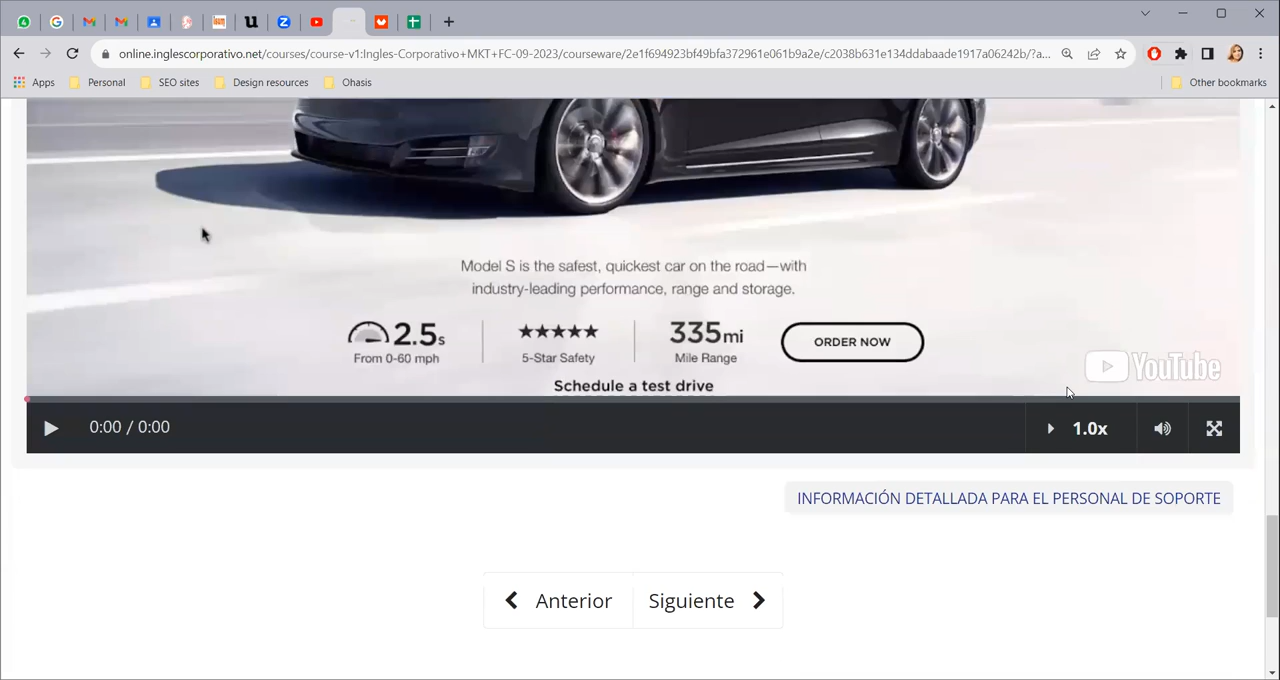 online.inglescorporativo.net/courses/course-v1:Ingles-Corporativo+MKT+FC-09-2023/courseware/2e1f694923bf49bfa372961e061b9a2e/c2038b631e134ddabaade1917a06242b/?a...
Apps Personal SEO sites Design resources Ohasis Other bookmarks
Model S is the safest, quickest car on the road—with
industry-leading performance, range and storage.
2.5s ★★★★★ 335mi ORDER NOW
From 0-60 mph 5-Star Safety Mile Range
YouTube
Schedule a test drive
0:00 / 0:00 1.0x
INFORMACIÓN DETALLADA PARA EL PERSONAL DE SOPORTE
Anterior Siguiente